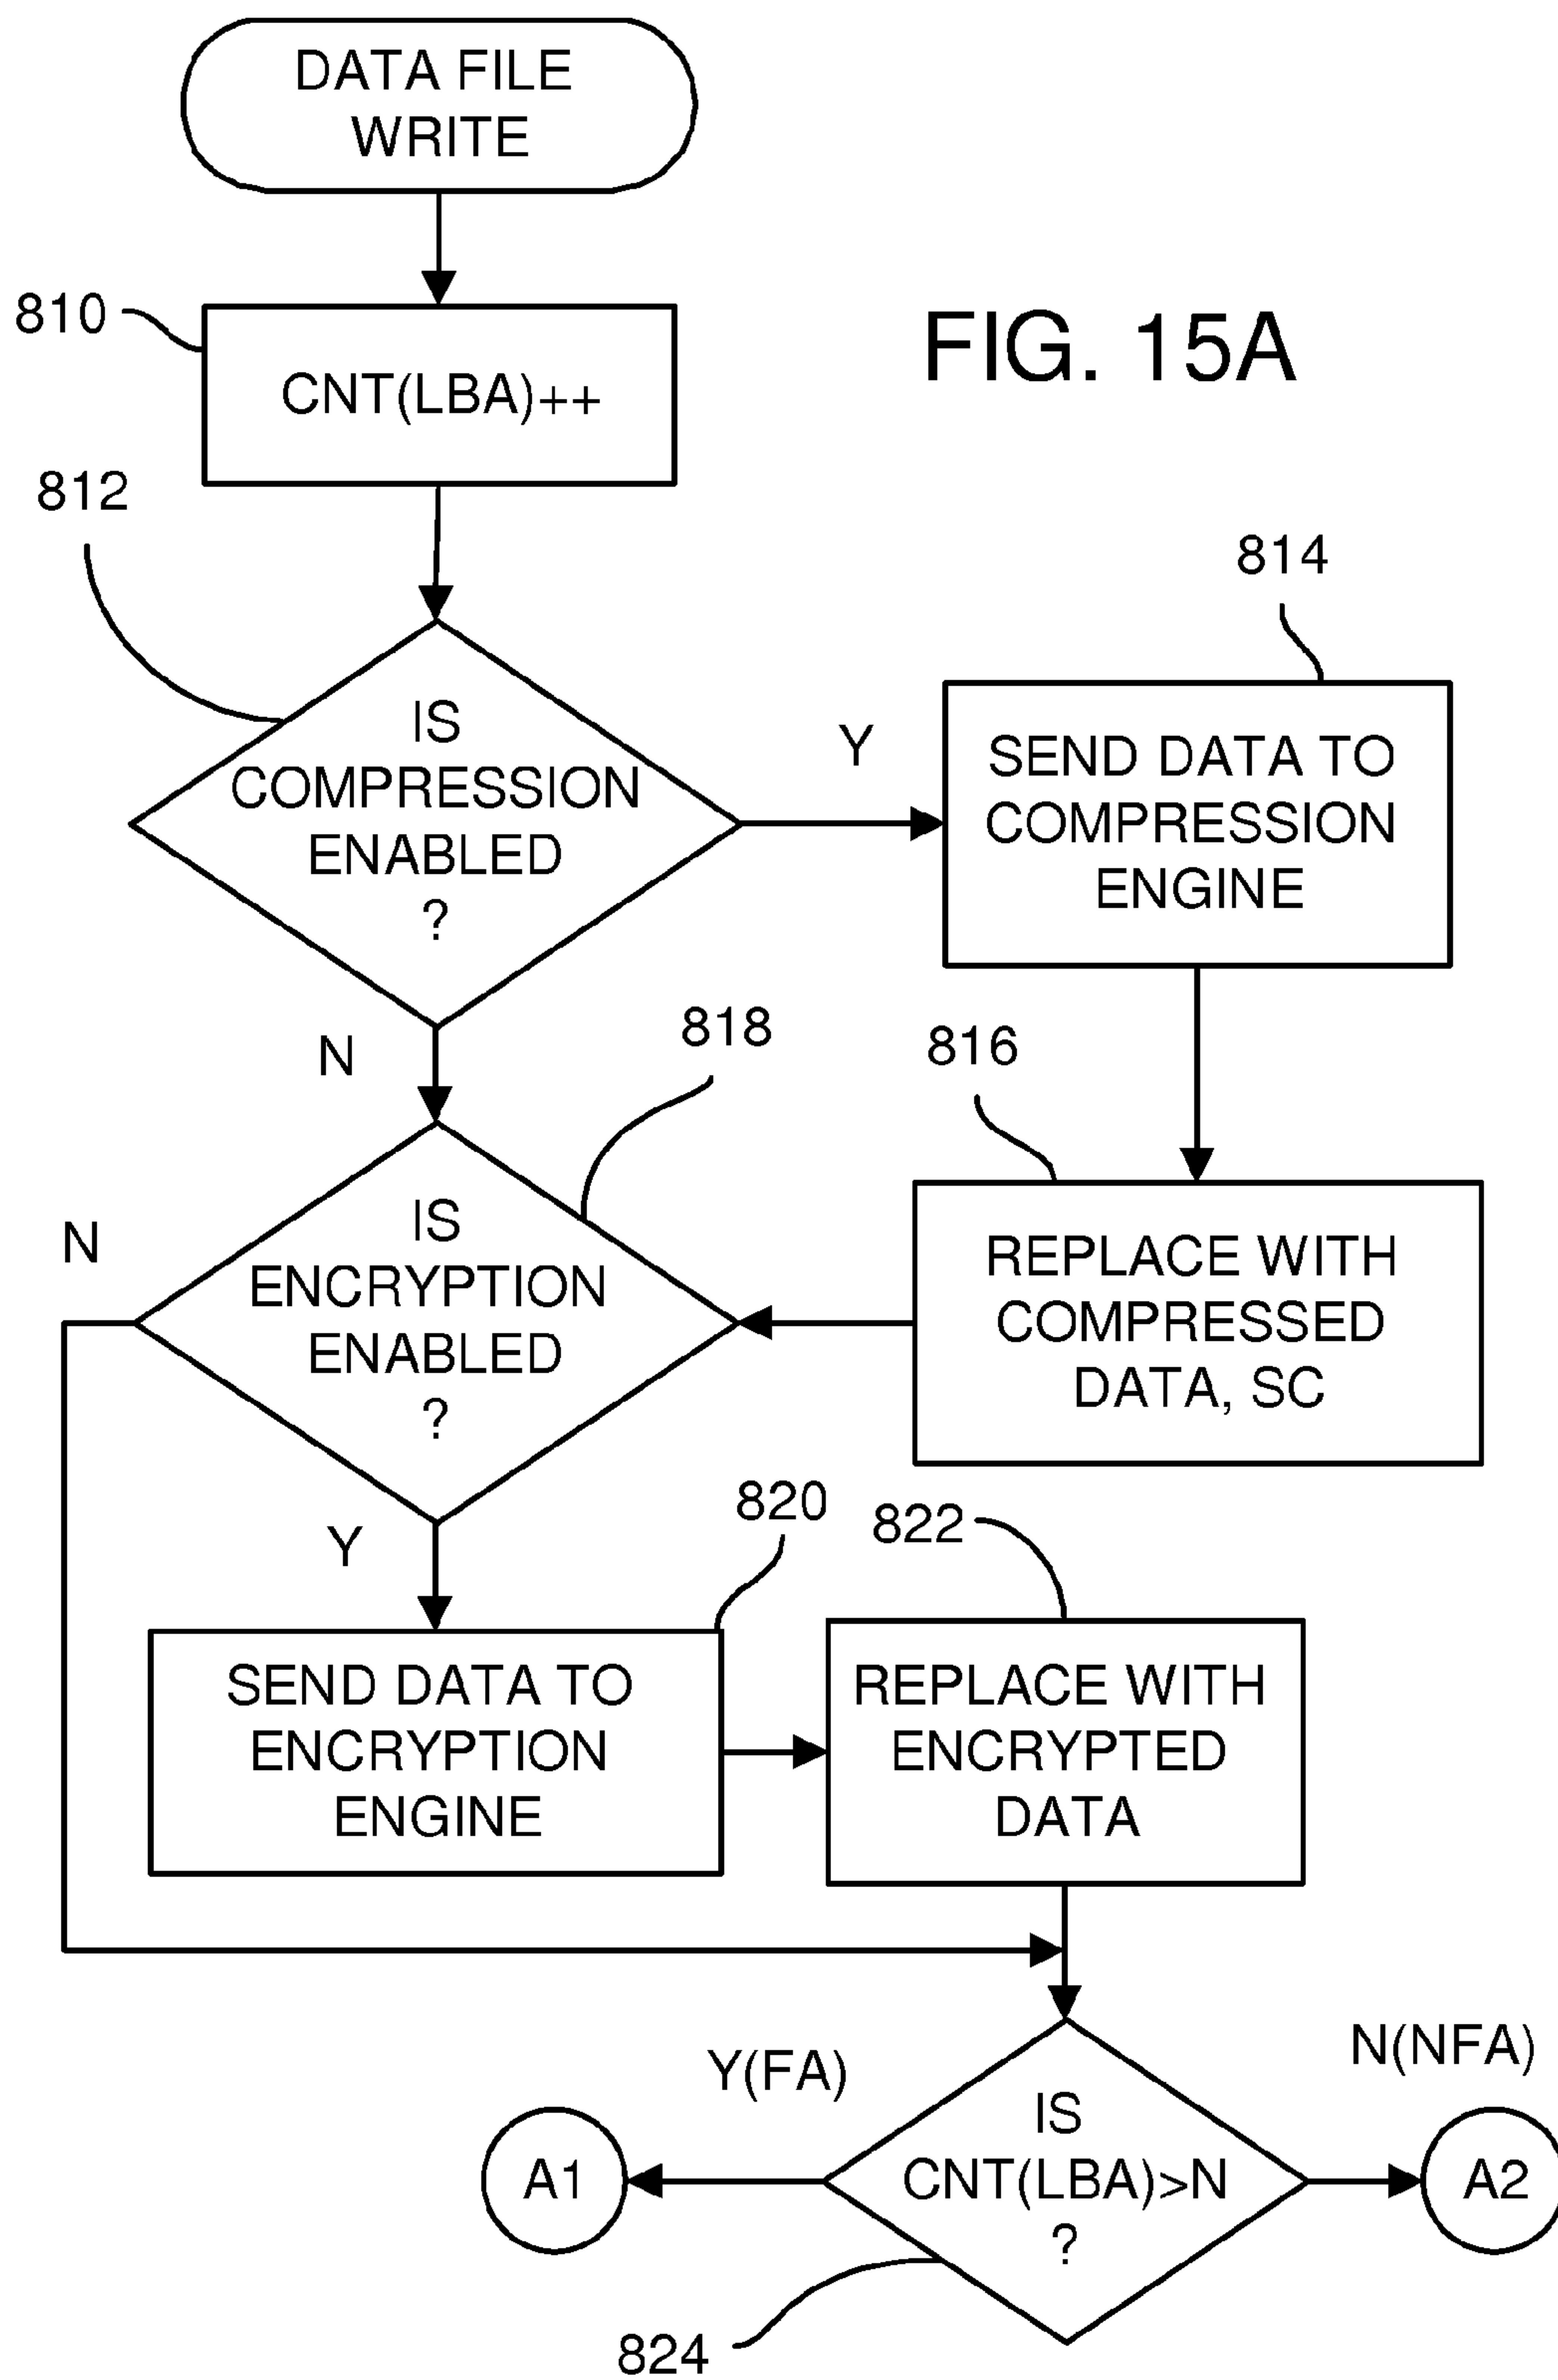 DATA FILE
WRITE
810
FIG. 15A
CNT(LBA)++
812
814
IS
COMPRESSION
ENABLED
?
Y
SEND DATA TO
COMPRESSION
ENGINE
N
818
816
N
IS
ENCRYPTION
ENABLED
?
REPLACE WITH
COMPRESSED
DATA, SC
Y
820
822
SEND DATA TO
ENCRYPTION
ENGINE
REPLACE WITH
ENCRYPTED
DATA
Y(FA)
N(NFA)
A1
IS
CNT(LBA)>N
?
A2
824